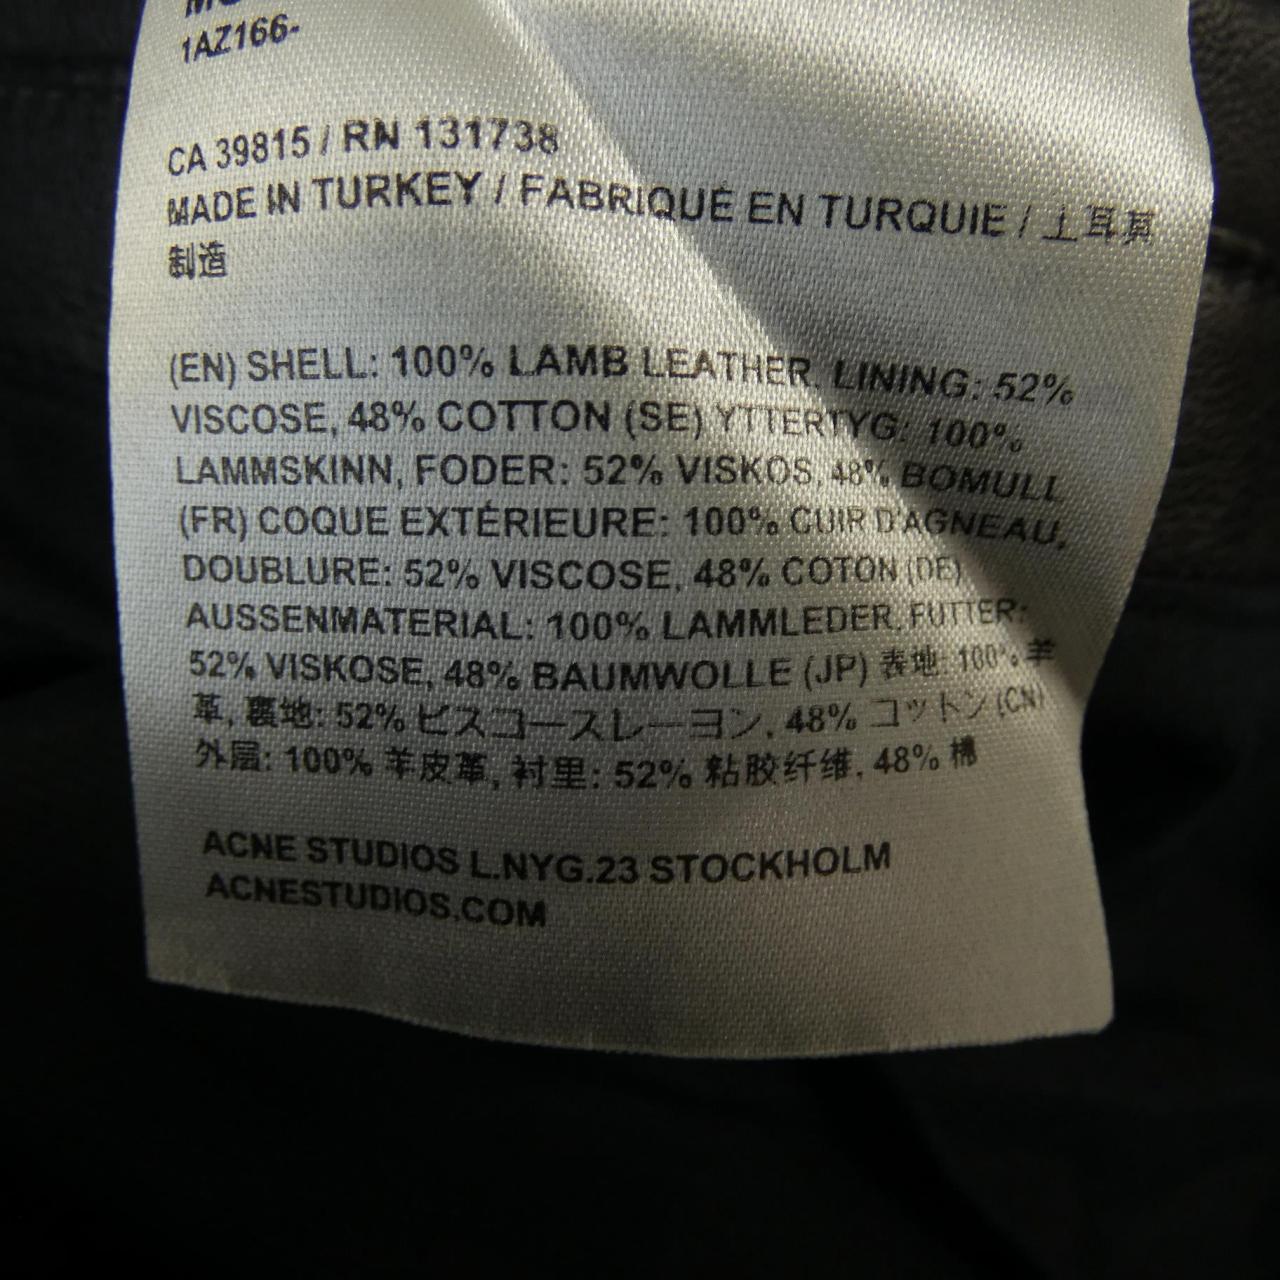 1AZ166-
CA 39815 / RN 131738
MADE IN TURKEY / FABRIQUÉ EN TURQUIE / 土耳其
制造
(EN) SHELL: 100% LAMB LEATHER, LINING: 52%
VISCOSE, 48% COTTON (SE) YTTERTYG: 100%
LAMMSKINN, FODER: 52% VISKOS, 48% BOMULL
(FR) COQUE EXTÉRIEURE: 100% CUIR D'AGNEAU,
DOUBLURE: 52% VISCOSE, 48% COTON (DE)
AUSSENMATERIAL: 100% LAMMLEDER, FUTTER:
52% VISKOSE, 48% BAUMWOLLE (JP) 表地: 100% 羊
革, 裏地: 52% ビスコースレーヨン, 48% コットン (CN)
外层: 100% 羊皮革, 衬里: 52% 粘胶纤维, 48% 棉
ACNE STUDIOS L.NYG.23 STOCKHOLM
ACNESTUDIOS.COM